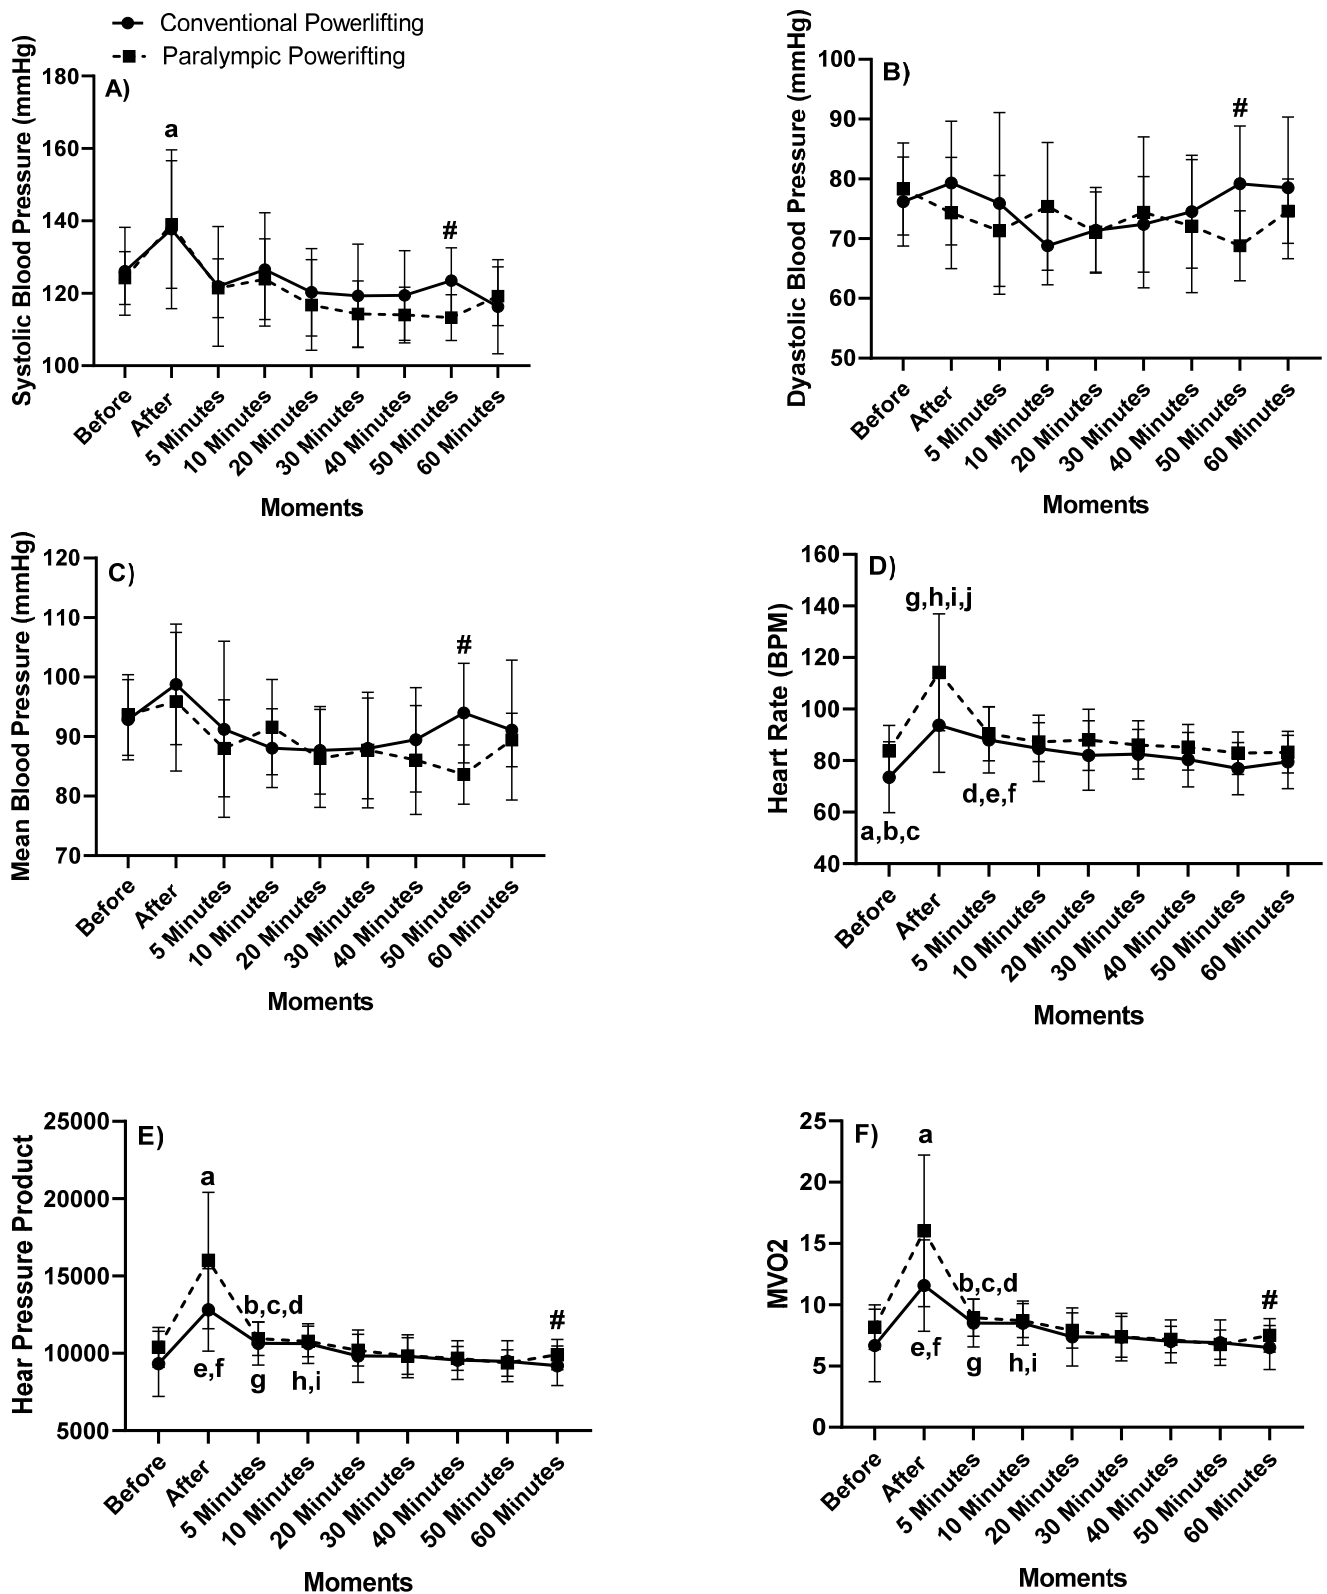 Conventional Powerlifting
Paralympic Powerifting
A)
Systolic Blood Pressure (mmHg)
180
160
140
120
100
a
#
Before
After
5 Minutes
10 Minutes
20 Minutes
30 Minutes
40 Minutes
50 Minutes
60 Minutes
Moments
B)
Dyastolic Blood Pressure (mmHg)
100
90
80
70
60
50
#
Before
After
5 Minutes
10 Minutes
20 Minutes
30 Minutes
40 Minutes
50 Minutes
60 Minutes
Moments
C)
Mean Blood Pressure (mmHg)
120
110
100
90
80
70
#
Before
After
5 Minutes
10 Minutes
20 Minutes
30 Minutes
40 Minutes
50 Minutes
60 Minutes
Moments
D)
Heart Rate (BPM)
160
140
120
100
80
60
40
g,h,i,j
d,e,f
a,b,c
Before
After
5 Minutes
10 Minutes
20 Minutes
30 Minutes
40 Minutes
50 Minutes
60 Minutes
Moments
E)
Hear Pressure Product
25000
20000
15000
10000
5000
a
b,c,d
#
e,f
g
h,i
Before
After
5 Minutes
10 Minutes
20 Minutes
30 Minutes
40 Minutes
50 Minutes
60 Minutes
Moments
F)
MVO2
25
20
15
10
5
0
a
b,c,d
#
e,f
g
h,i
Before
After
5 Minutes
10 Minutes
20 Minutes
30 Minutes
40 Minutes
50 Minutes
60 Minutes
Moments